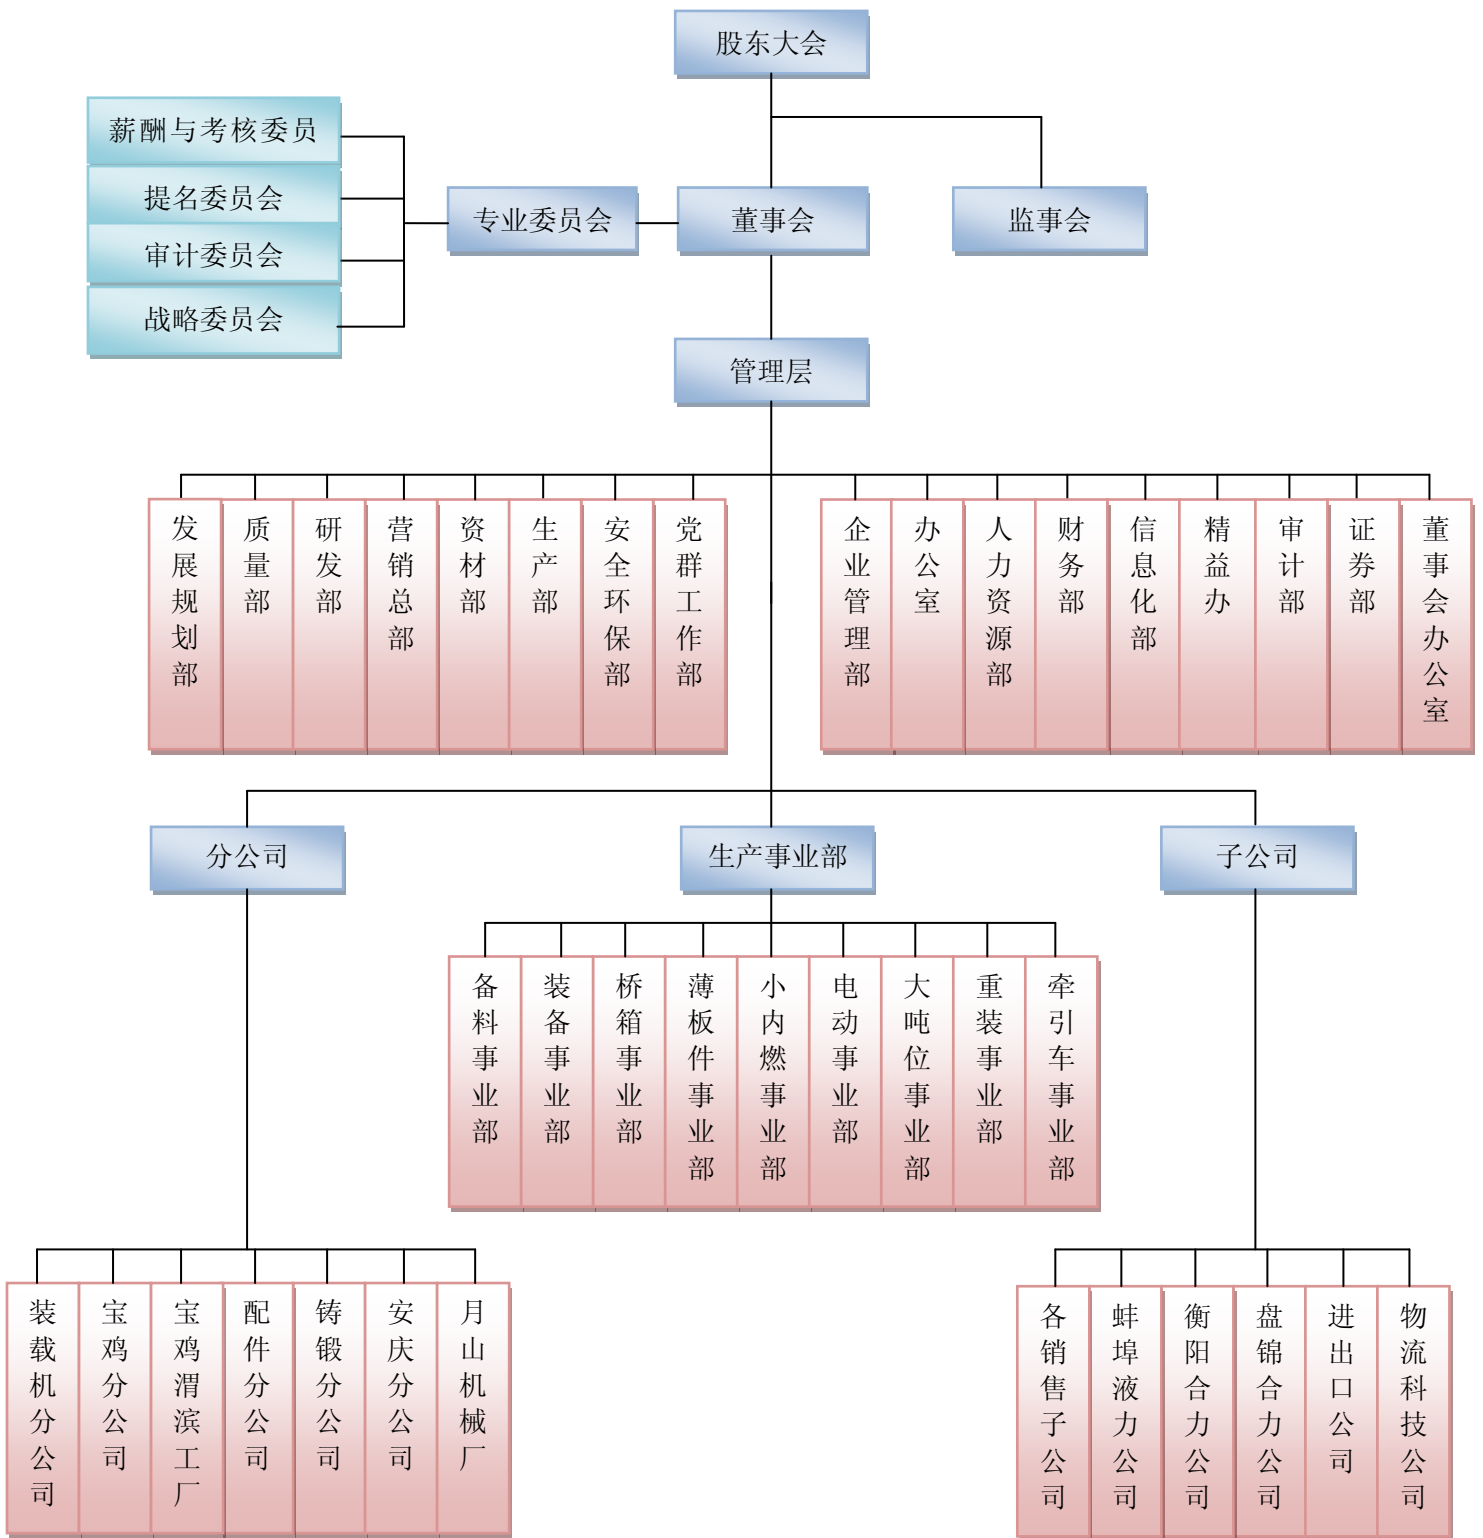 股东大会
薪酬与考核委员
提名委员会
审计委员会
战略委员会
专业委员会
董事会
监事会
管理层
发展规划部
质量部
研发部
营销总部
资材部
生产部
安全环保部
党群工作部
企业管理部
办公室
人力资源部
财务部
信息化部
精益办
审计部
证券部
董事会办公室
分公司
生产事业部
子公司
备料事业部
装备事业部
桥箱事业部
薄板件事业部
小内燃事业部
电动事业部
大吨位事业部
重装事业部
牵引车事业部
装载机分公司
宝鸡分公司
宝鸡渭滨工厂
配件分公司
铸锻分公司
安庆分公司
月山机械厂
各销售子公司
蚌埠液力公司
衡阳合力公司
盘锦合力公司
进出口公司
物流科技公司